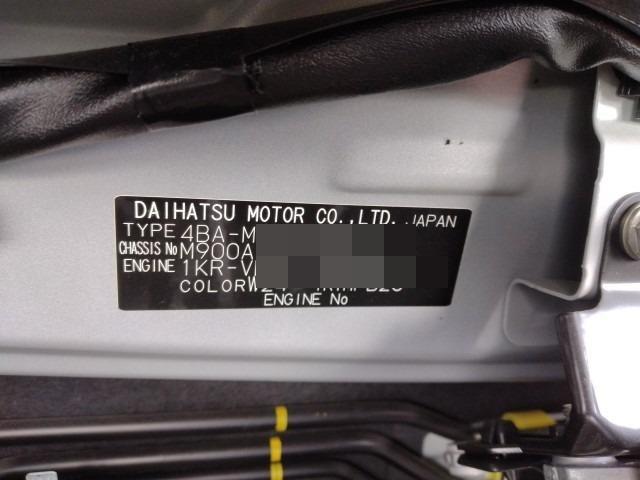 DAIHATSU MOTOR CO.,LTD. JAPAN
TYPE 4BA-M
CHASSIS No M900A
ENGINE 1KR-V
COLOR
ENGINE No